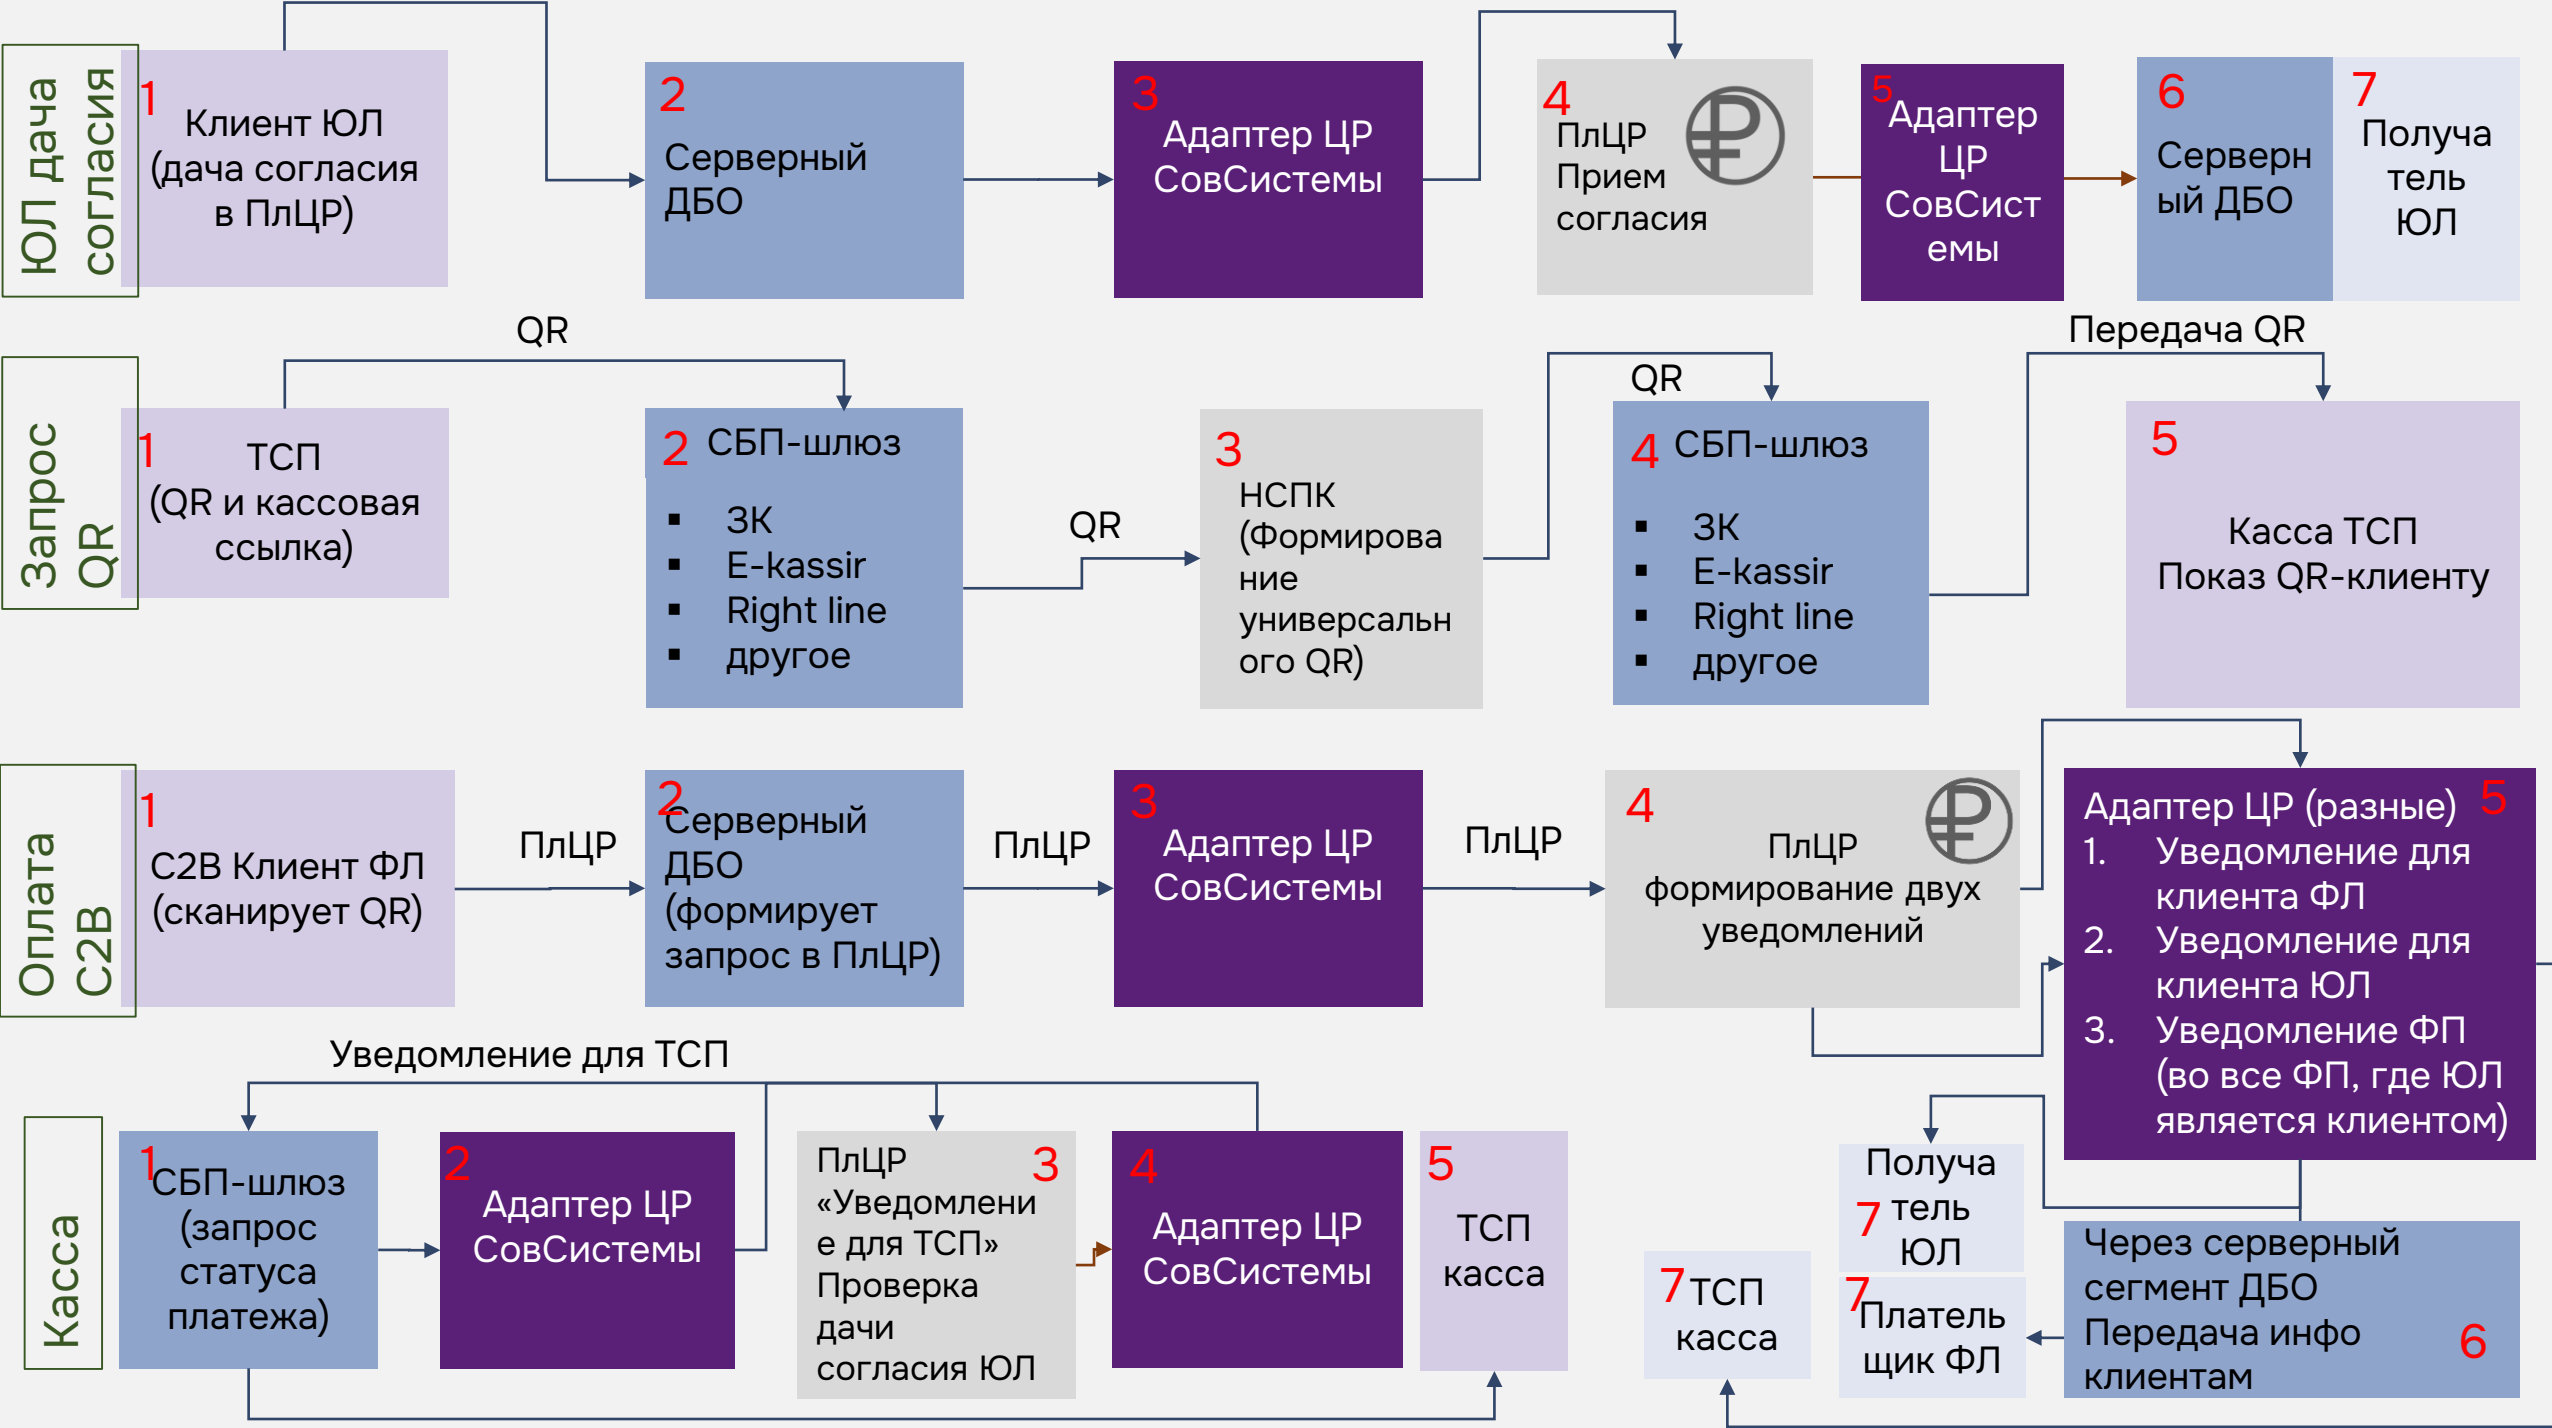 ЮЛ дача
согласия
1
Клиент ЮЛ
(дача согласия
в ПлЦР)
2
Серверный
ДБО
3
Адаптер ЦР
СовСистемы
4
ПлЦР
Прием
согласия
5
Адаптер
ЦР
СовСист
емы
6
Серверн
ый ДБО
7
Получа
тель
ЮЛ
Запрос
QR
QR
1
ТСП
(QR и кассовая
ссылка)
2
СБП-шлюз
▪ ЗК
▪ E-kassir
▪ Right line
▪ другое
QR
3
НСПК
(Формирова
ние
универсальн
ого QR)
QR
4
СБП-шлюз
▪ ЗК
▪ E-kassir
▪ Right line
▪ другое
Передача QR
5
Касса ТСП
Показ QR-клиенту
Оплата
С2В
1
С2В Клиент ФЛ
(сканирует QR)
ПлЦР
2
Серверный
ДБО
(формирует
запрос в ПлЦР)
ПлЦР
3
Адаптер ЦР
СовСистемы
ПлЦР
4
ПлЦР
формирование двух
уведомлений
5
Адаптер ЦР (разные)
1. Уведомление для
клиента ФЛ
2. Уведомление для
клиента ЮЛ
3. Уведомление ФП
(во все ФП, где ЮЛ
является клиентом)
Касса
Уведомление для ТСП
1
СБП-шлюз
(запрос
статуса
платежа)
2
Адаптер ЦР
СовСистемы
3
ПлЦР
«Уведомлени
е для ТСП»
Проверка
дачи
согласия ЮЛ
4
Адаптер ЦР
СовСистемы
5
ТСП
касса
7
ТСП
касса
7
Получа
тель
ЮЛ
7
Платель
щик ФЛ
Через серверный
сегмент ДБО
Передача инфо
клиентам
6